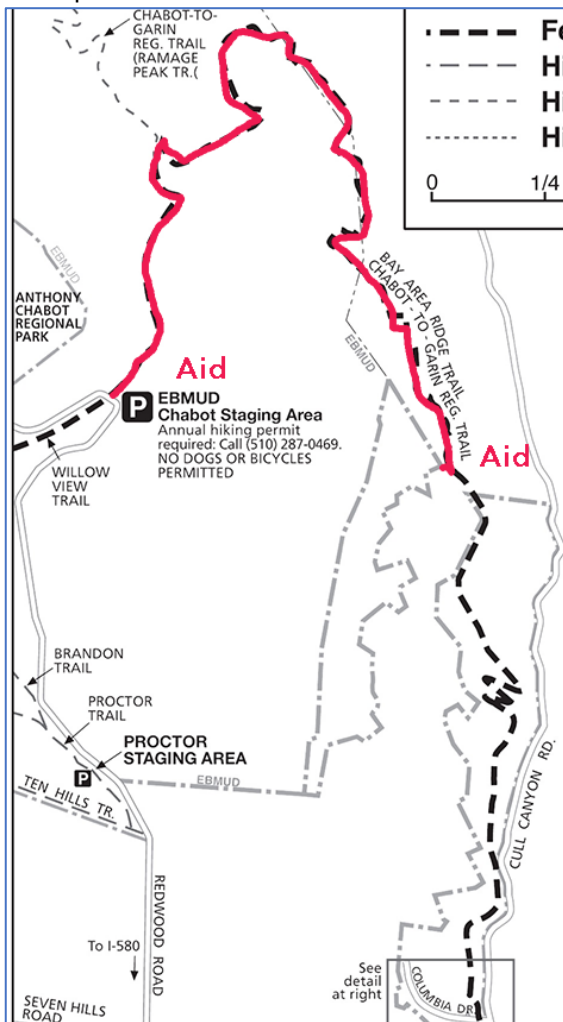 CHABOT-TO-
GARIN
REG. TRAIL
(RAMAGE
PEAK TR.(
0
1/4
EBMUD
ANTHONY
CHABOT
REGIONAL
PARK
BAY AREA RIDGE TRAIL
CHABOT - TO - GARIN REG. TRAIL
EBMUD
Aid
P
EBMUD
Chabot Staging Area
Annual hiking permit
required: Call (510) 287-0469.
NO DOGS OR BICYCLES
PERMITTED
Aid
WILLOW
VIEW
TRAIL
BRANDON
TRAIL
PROCTOR
TRAIL
PROCTOR
STAGING AREA
P
EBMUD
TEN HILLS TR.
CULL CANYON RD.
REDWOOD ROAD
To I-580
See
detail
at right
COLUMBIA DR.
SEVEN HILLS
ROAD